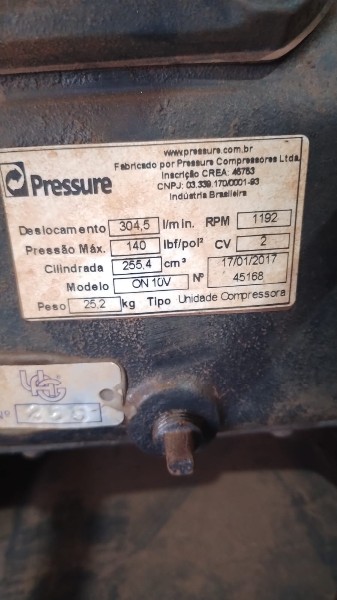 www.pressure.com.br
Fabricado por Pressure Compressores Ltda.
Inscrição CREA: 45753
CNPJ: 03.339.170/0001-93
Indústria Brasileira
Pressure
Deslocamento 304,5 l/min. RPM 1192
Pressão Máx. 140 lbf/pol² CV 2
Cilindrada 255,4 cm³ 17/01/2017
Modelo ON 10V Nº 45168
Peso 25,2 kg Tipo Unidade Compressora
Nº